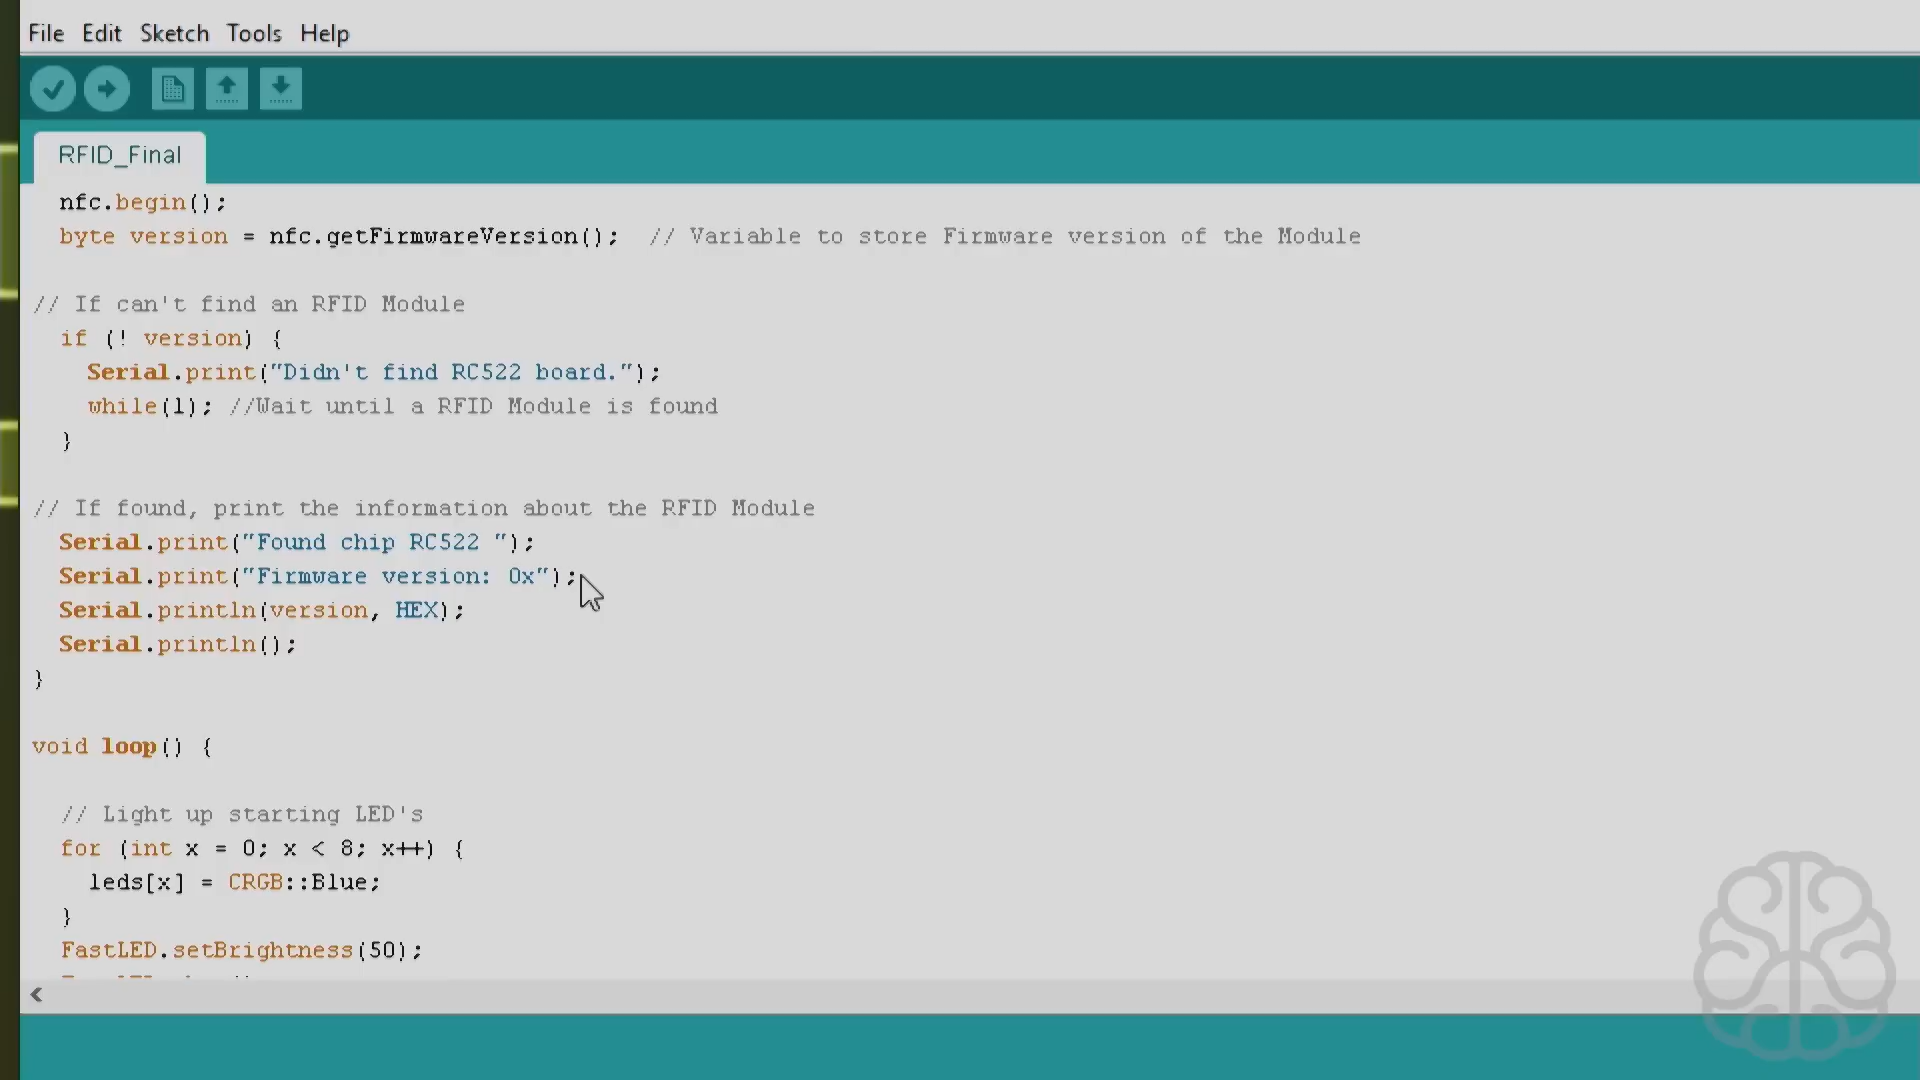 File Edit Sketch Tools Help
RFID_Final
nfc.begin();
byte version = nfc.getFirmwareVersion();  // Variable to store Firmware version of the Module
// If can't find an RFID Module
if (! version) {
Serial.print("Didn't find RC522 board.");
while(1); //Wait until a RFID Module is found
}
// If found, print the information about the RFID Module
Serial.print("Found chip RC522 ");
Serial.print("Firmware version: 0x");
Serial.println(version, HEX);
Serial.println();
}
void loop() {
// Light up starting LED's
for (int x = 0; x < 8; x++) {
leds[x] = CRGB::Blue;
}
FastLED.setBrightness(50);